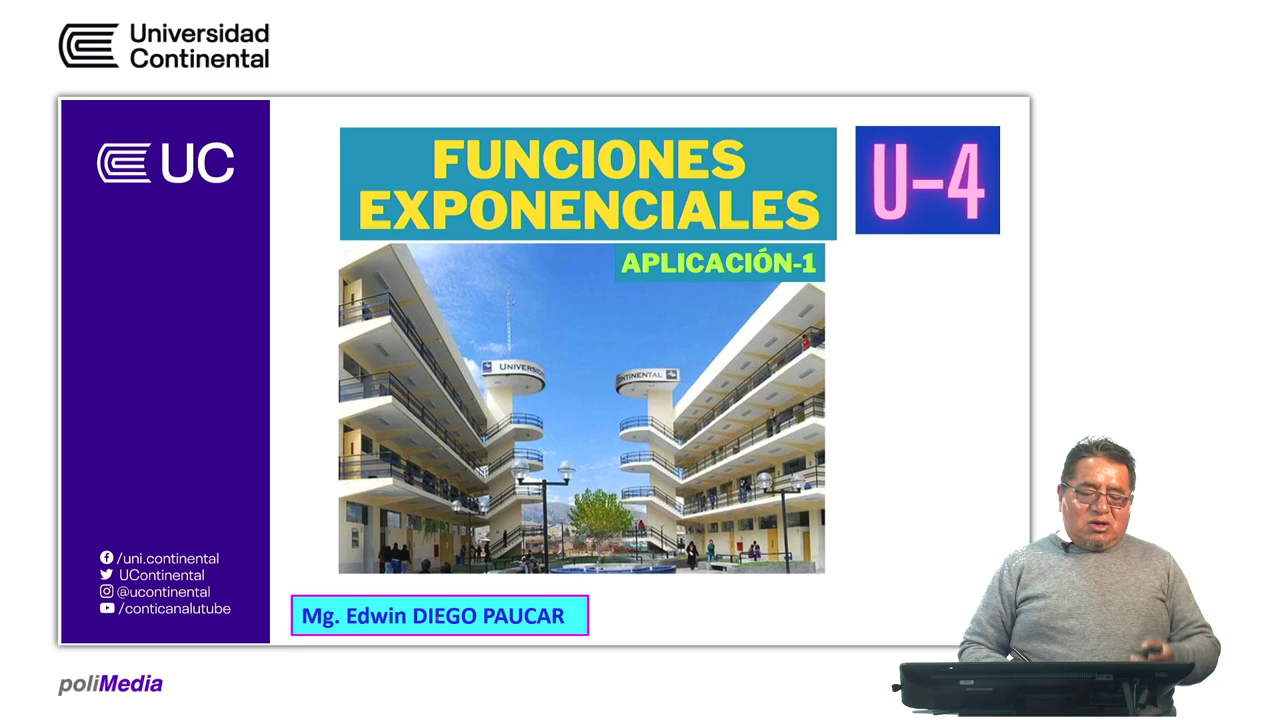 Universidad
Continental
UC
FUNCIONES
EXPONENCIALES
U-4
APLICACIÓN-1
UNIVERSID
CONTINENTAL
/uni.continental
UContinental
@ucontinental
/conticanalutube
Mg. Edwin DIEGO PAUCAR
poliMedia